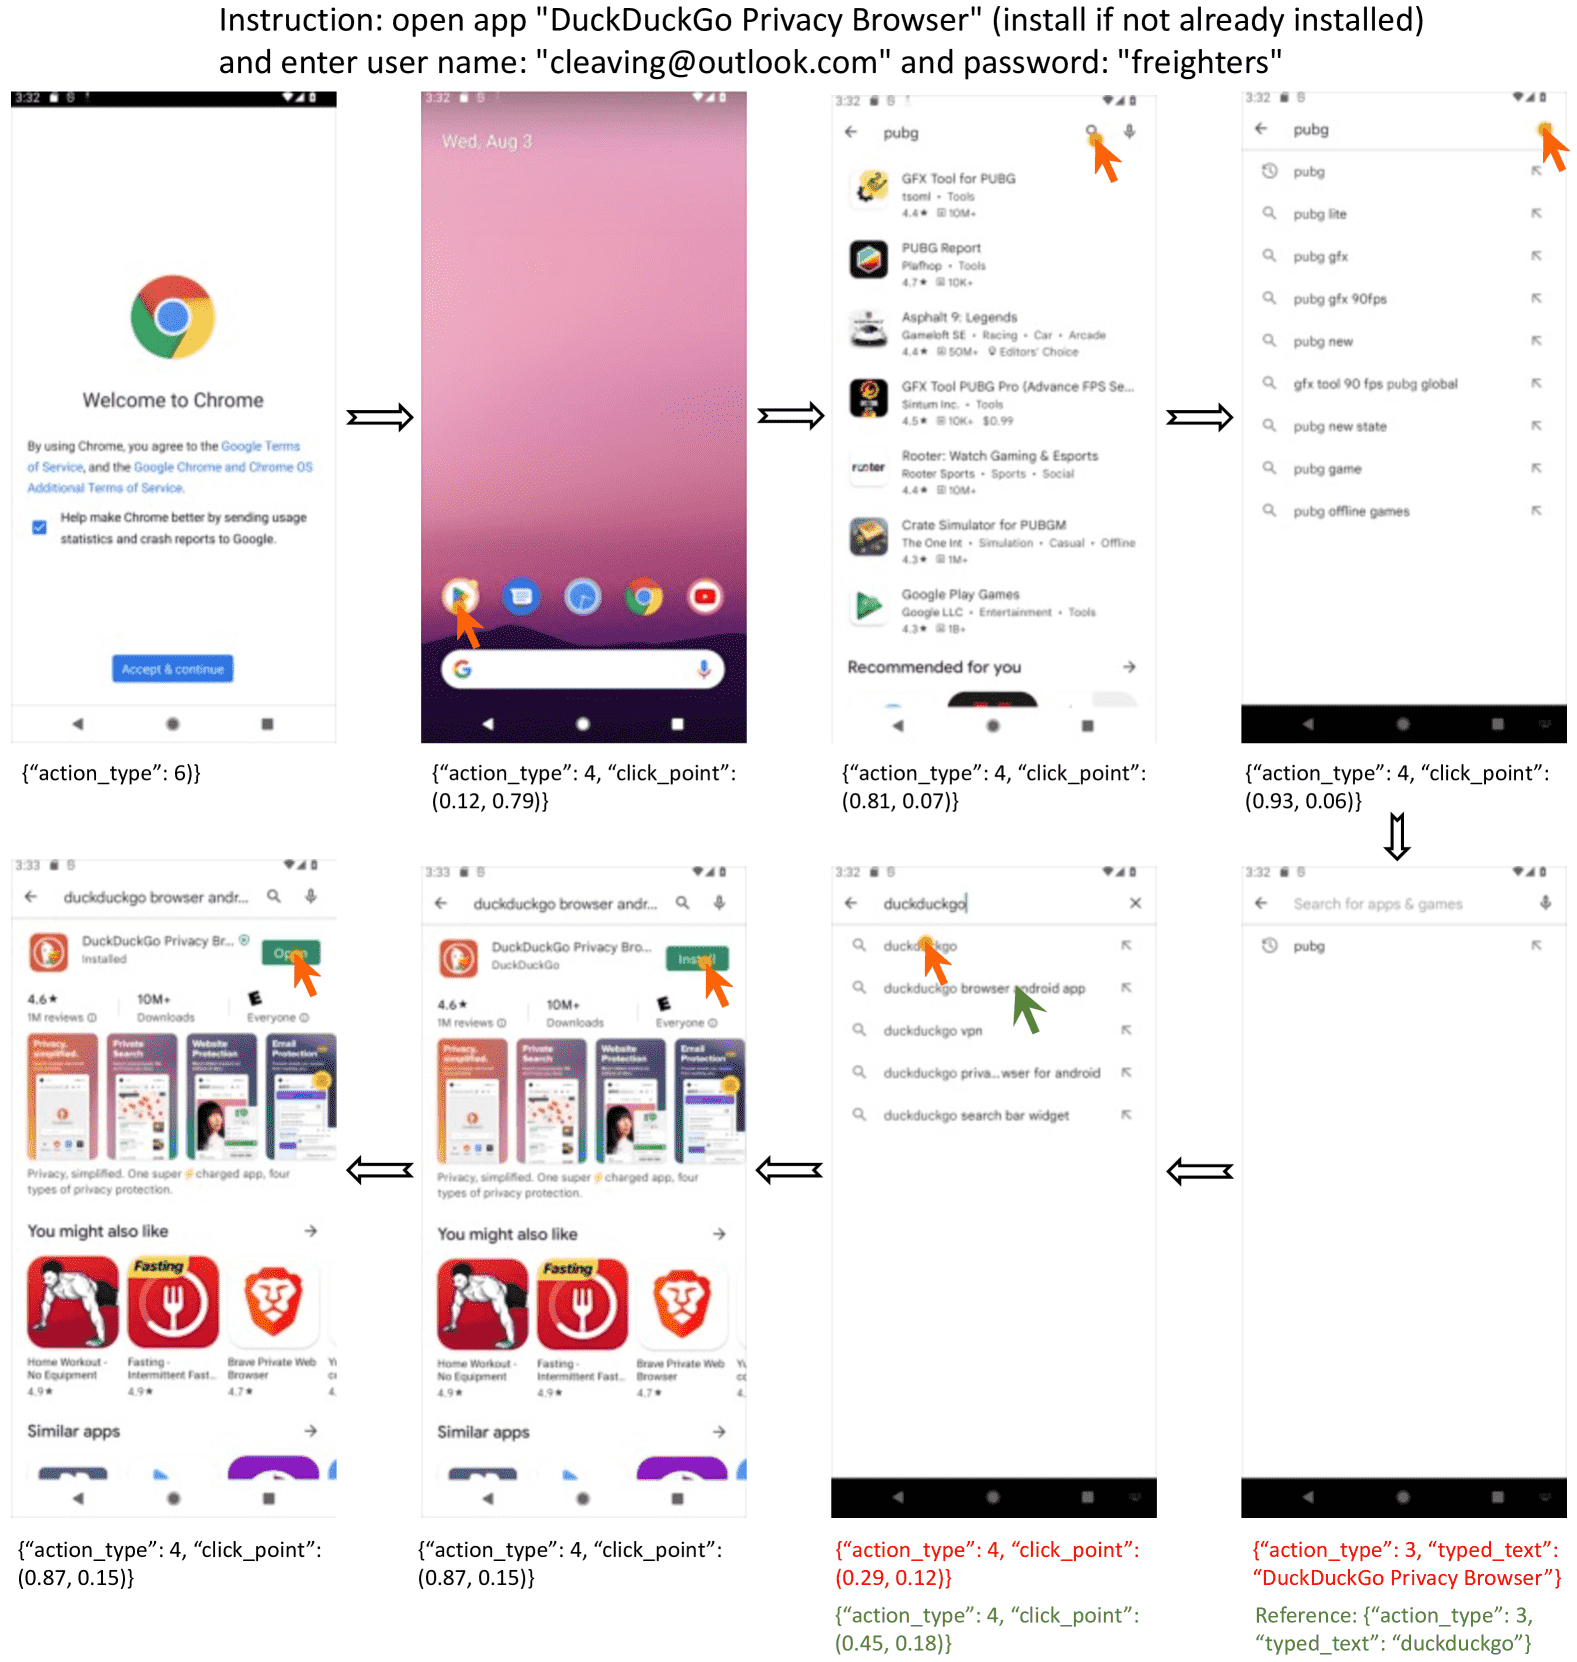 Instruction: open app "DuckDuckGo Privacy Browser" (install if not already installed)
and enter user name: "cleaving@outlook.com" and password: "freighters"
3:32
Welcome to Chrome
By using Chrome, you agree to the Google Terms
of Service, and the Google Chrome and Chrome OS
Additional Terms of Service.
Help make Chrome better by sending usage
statistics and crash reports to Google.
Accept & continue
{“action_type”: 6)}
3:32
Wed, Aug 3
{“action_type”: 4, “click_point”:
(0.12, 0.79)}
3:32
pubg
GFX Tool for PUBG
tsoml • Tools
4.4★ 10M+
PUBG Report
Plafhop • Tools
4.7★ 10K+
Asphalt 9: Legends
Gameloft SE • Racing • Car • Arcade
4.4★ 50M+ Editors' Choice
GFX Tool PUBG Pro (Advance FPS Se...
Sintum Inc. • Tools
4.5★ 10K+ $0.99
rooter
Rooter: Watch Gaming & Esports
Rooter Sports • Sports • Social
4.4★ 10M+
Crate Simulator for PUBGM
The One Int • Simulation • Casual • Offline
4.3★ 1M+
Google Play Games
Google LLC • Entertainment • Tools
4.3★ 1B+
Recommended for you
{“action_type”: 4, “click_point”:
(0.81, 0.07)}
3:32
pubg
pubg
pubg lite
pubg gfx
pubg gfx 90fps
pubg new
gfx tool 90 fps pubg global
pubg new state
pubg game
pubg offline games
{“action_type”: 4, “click_point”:
(0.93, 0.06)}
3:33
duckduckgo browser andr...
DuckDuckGo Privacy Br...
Installed
Open
4.6★ 10M+ E
1M reviews Downloads Everyone
Privacy, simplified.
Private Search
Website Protection
Email Protection
Privacy, simplified. One super⚡charged app, four
types of privacy protection.
You might also like
Fasting
Home Workout - No Equipment
4.9★
Fasting - Intermittent Fast...
4.9★
Brave Private Web Browser
4.7★
Similar apps
{“action_type”: 4, “click_point”:
(0.87, 0.15)}
3:33
duckduckgo browser andr...
DuckDuckGo Privacy Bro...
DuckDuckGo
Install
4.6★ 10M+ E
1M reviews Downloads Everyone
Privacy, simplified.
Private Search
Website Protection
Email Protection
Privacy, simplified. One super⚡charged app, four
types of privacy protection.
You might also like
Fasting
Home Workout - No Equipment
4.9★
Fasting - Intermittent Fast...
4.9★
Brave Private Web Browser
4.7★
Similar apps
{“action_type”: 4, “click_point”:
(0.87, 0.15)}
3:32
duckduckgo
duckduckgo
duckduckgo browser android app
duckduckgo vpn
duckduckgo priva...wser for android
duckduckgo search bar widget
{“action_type”: 4, “click_point”:
(0.29, 0.12)}
{“action_type”: 4, “click_point”:
(0.45, 0.18)}
3:32
Search for apps & games
pubg
{“action_type”: 3, “typed_text”:
“DuckDuckGo Privacy Browser”}
Reference: {“action_type”: 3,
“typed_text”: “duckduckgo”}